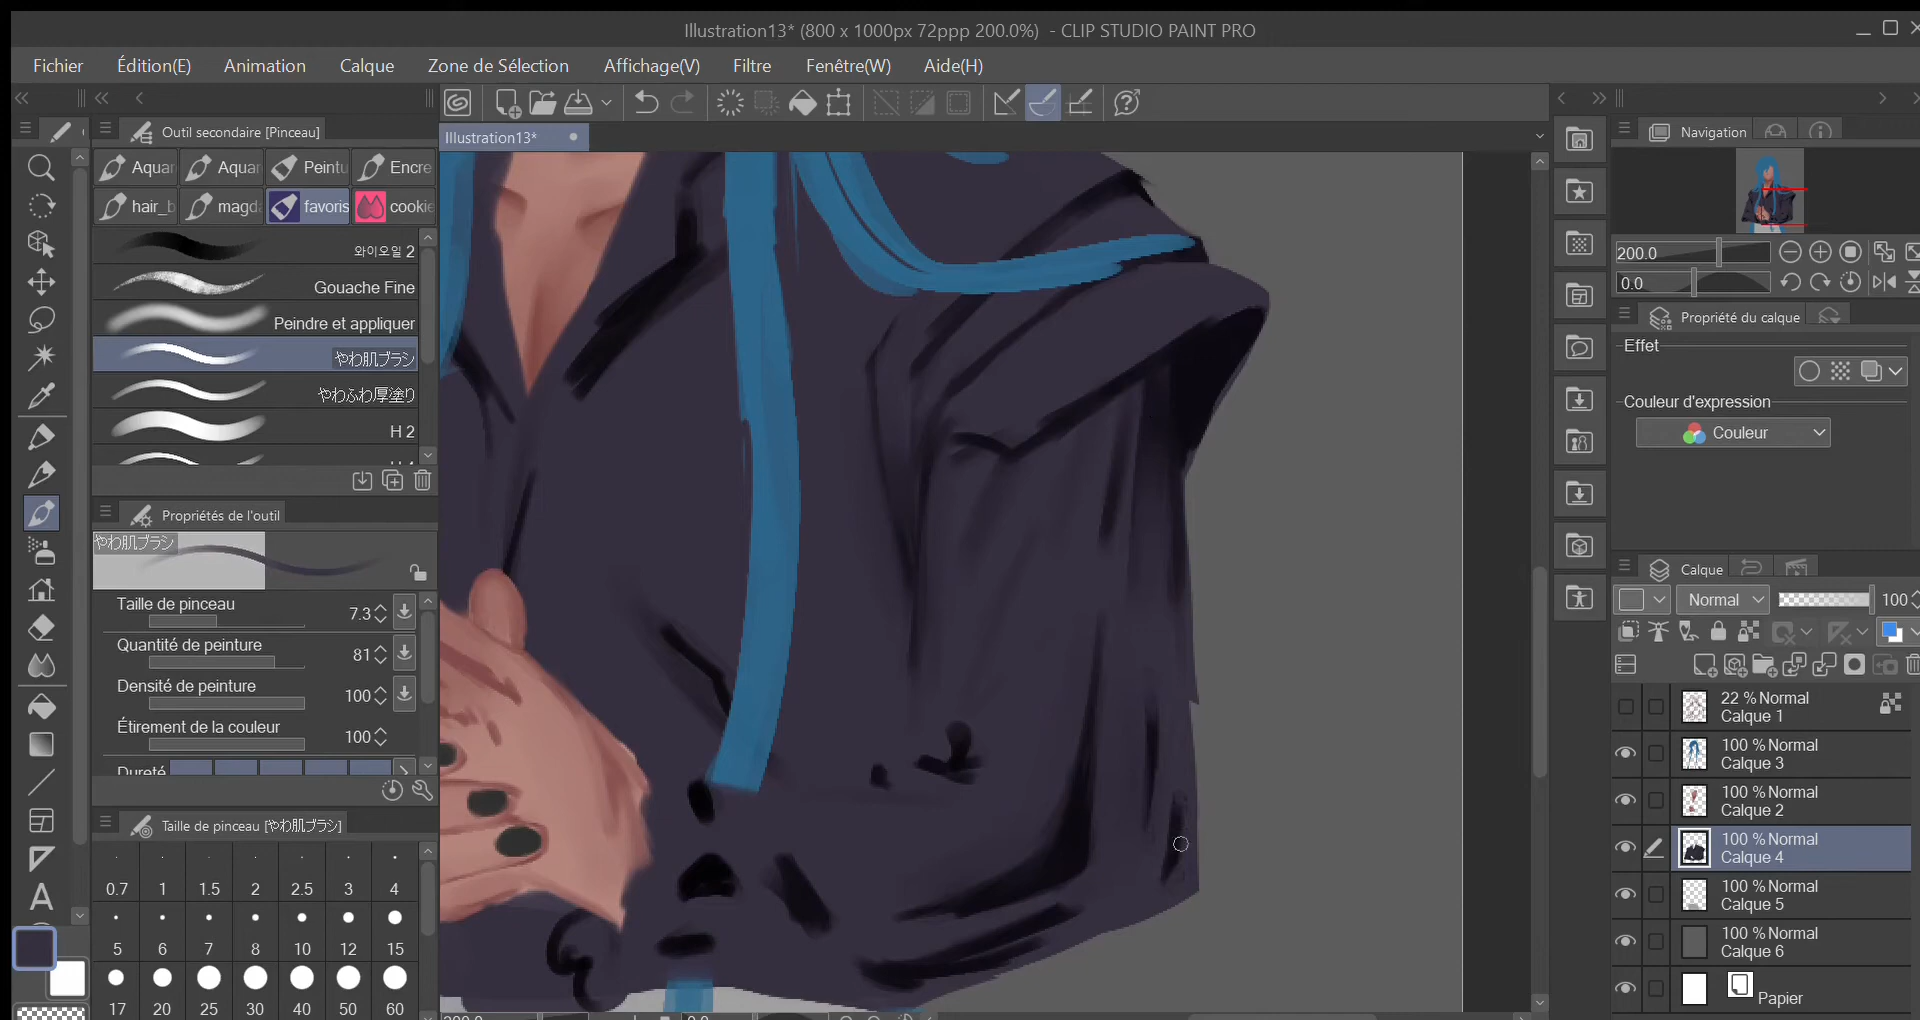 Illustration13* (800 x 1000px 72ppp 200.0%)  - CLIP STUDIO PAINT PRO
Fichier Édition(E) Animation Calque Zone de Sélection Affichage(V) Filtre Fenêtre(W) Aide(H)
Outil secondaire [Pinceau]
Aquar Aquar Peintu Encre
hair_b magd favoris cookie
와이오일 2
Gouache Fine
Peindre et appliquer
やわ肌ブラシ
やわふわ厚塗り
H 2
Propriétés de l'outil
やわ肌ブラシ
Taille de pinceau 7.3
Quantité de peinture 81
Densité de peinture 100
Étirement de la couleur 100
Dureté
Taille de pinceau [やわ肌ブラシ]
0.7 1 1.5 2 2.5 3 4
5 6 7 8 10 12 15
17 20 25 30 40 50 60
Illustration13*
Navigation
200.0
0.0
Propriété du calque
Effet
Couleur d'expression
Couleur
Calque
Normal 100
22 % Normal
Calque 1
100 % Normal
Calque 3
100 % Normal
Calque 2
100 % Normal
Calque 4
100 % Normal
Calque 5
100 % Normal
Calque 6
Papier
200.0 0.0